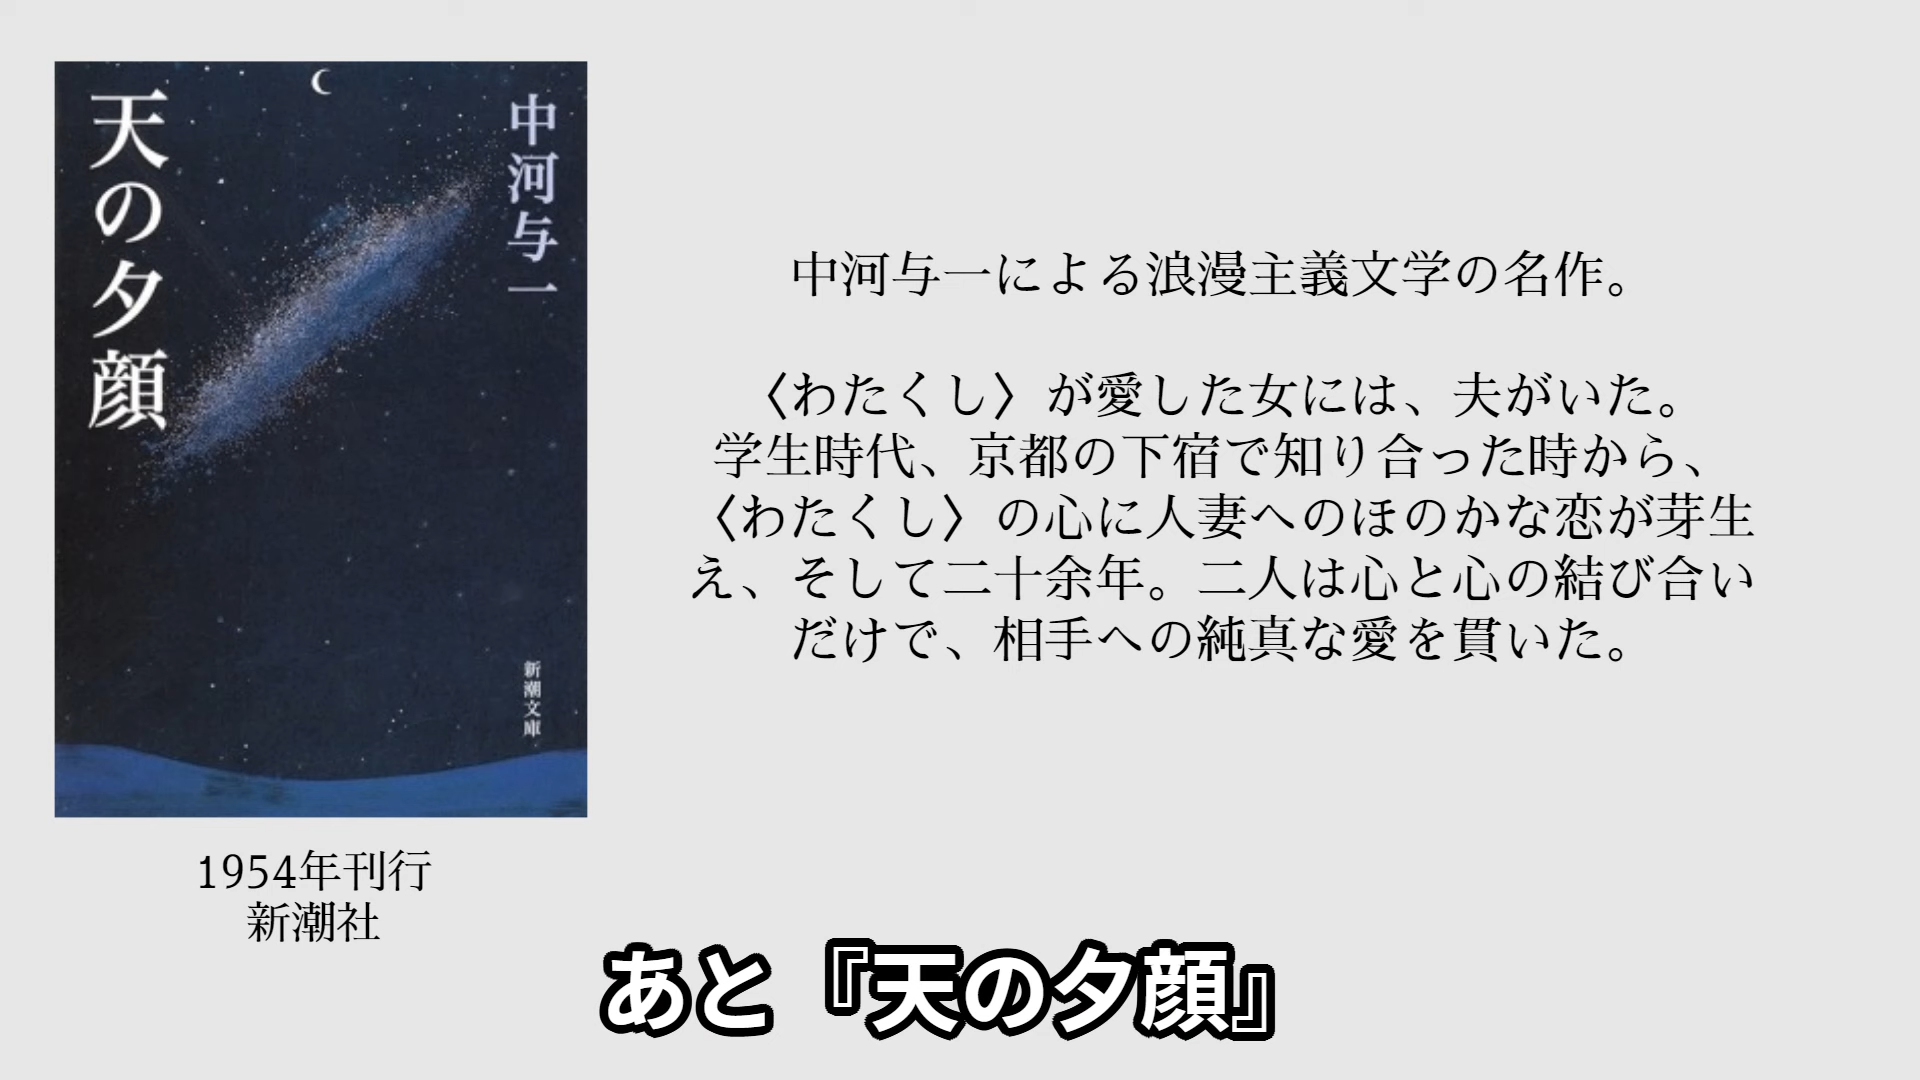 天の夕顔
中河与一
新潮文庫
1954年刊行
新潮社
中河与一による浪漫主義文学の名作。
〈わたくし〉が愛した女には、夫がいた。
学生時代、京都の下宿で知り合った時から、
〈わたくし〉の心に人妻へのほのかな恋が芽生
え、そして二十余年。二人は心と心の結び合い
だけで、相手への純真な愛を貫いた。
あと『天の夕顔』